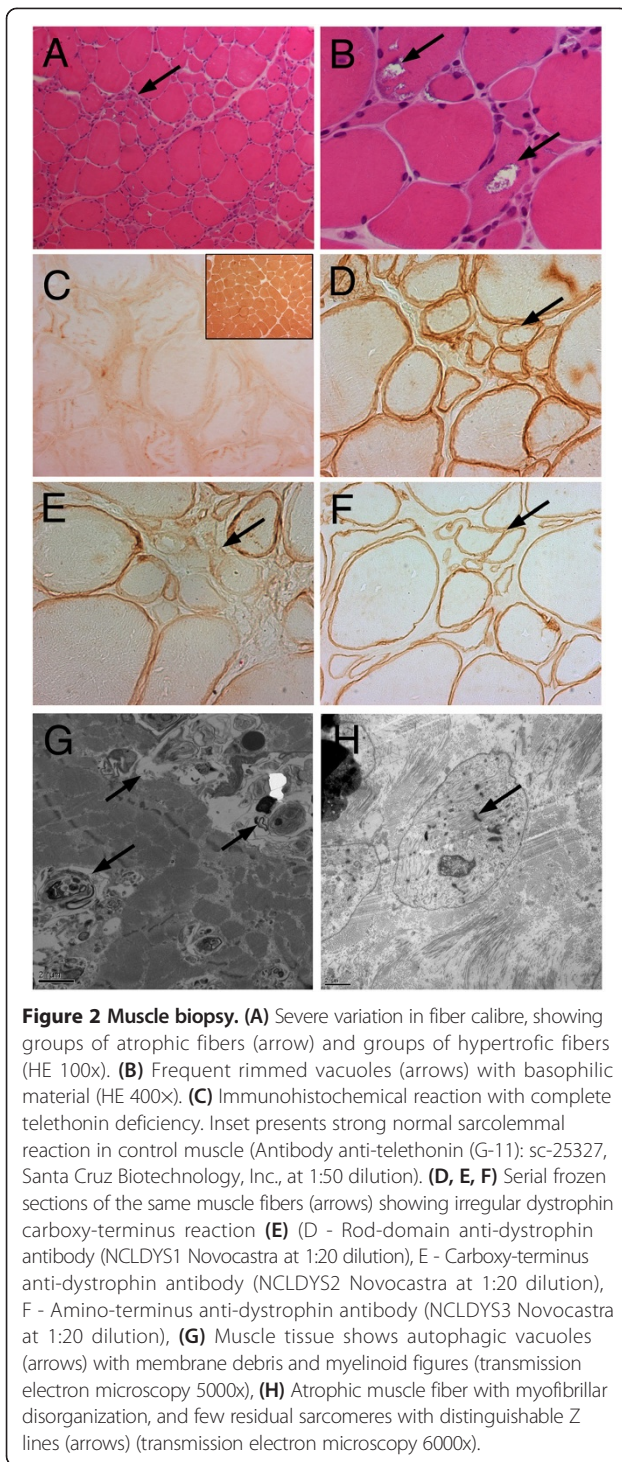 A
B
C
D
E
F
G
H
Figure 2 Muscle biopsy. (A) Severe variation in fiber calibre, showing
groups of atrophic fibers (arrow) and groups of hypertrofic fibers
(HE 100x). (B) Frequent rimmed vacuoles (arrows) with basophilic
material (HE 400×). (C) Immunohistochemical reaction with complete
telethonin deficiency. Inset presents strong normal sarcolemmal
reaction in control muscle (Antibody anti-telethonin (G-11): sc-25327,
Santa Cruz Biotechnology, Inc., at 1:50 dilution). (D, E, F) Serial frozen
sections of the same muscle fibers (arrows) showing irregular dystrophin
carboxy-terminus reaction (E) (D - Rod-domain anti-dystrophin
antibody (NCLDYS1 Novocastra at 1:20 dilution), E - Carboxy-terminus
anti-dystrophin antibody (NCLDYS2 Novocastra at 1:20 dilution),
F - Amino-terminus anti-dystrophin antibody (NCLDYS3 Novocastra
at 1:20 dilution), (G) Muscle tissue shows autophagic vacuoles
(arrows) with membrane debris and myelinoid figures (transmission
electron microscopy 5000x), (H) Atrophic muscle fiber with myofibrillar
disorganization, and few residual sarcomeres with distinguishable Z
lines (arrows) (transmission electron microscopy 6000x).